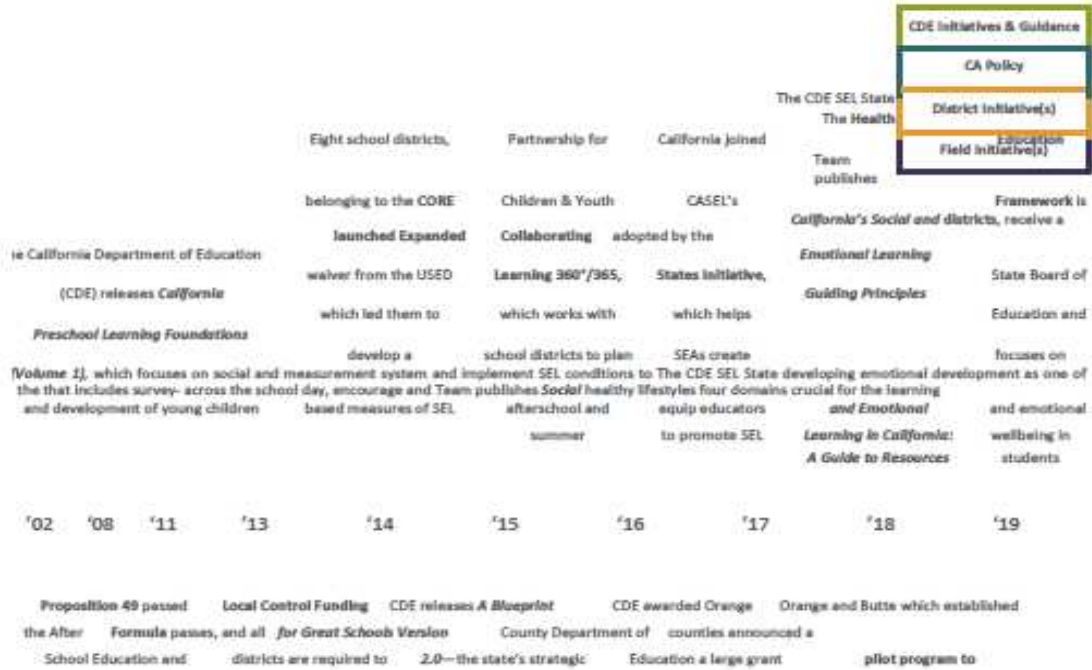 CDE Initiatives & Guidance
CA Policy
The CDE SEL State
District Initiative(s)
The Health
Eight school districts, Partnership for California joined Education
Field Initiative(s)
Team
publishes
belonging to the CORE Children & Youth CASEL's Framework is
California's Social and districts, receive a
launched Expanded Collaborating adopted by the
ie California Department of Education Emotional Learning
waiver from the USED Learning 360°/365, States Initiative, State Board of
(CDE) releases California Guiding Principles
which led them to which works with which helps Education and
Preschool Learning Foundations
develop a school districts to plan SEAs create focuses on
(Volume 1), which focuses on social and measurement system and implement SEL conditions to The CDE SEL State developing emotional development as one of
the that includes survey- across the school day, encourage and Team publishes Social healthy lifestyles four domains crucial for the learning
and development of young children based measures of SEL afterschool and equip educators and Emotional and emotional
summer to promote SEL Learning in California: wellbeing in
A Guide to Resources students
'02 '08 '11 '13 '14 '15 '16 '17 '18 '19
Proposition 49 passed Local Control Funding CDE releases A Blueprint CDE awarded Orange Orange and Butte which established
the After Formula passes, and all for Great Schools Version County Department of counties announced a
School Education and districts are required to 2.0—the state's strategic Education a large grant pilot program to